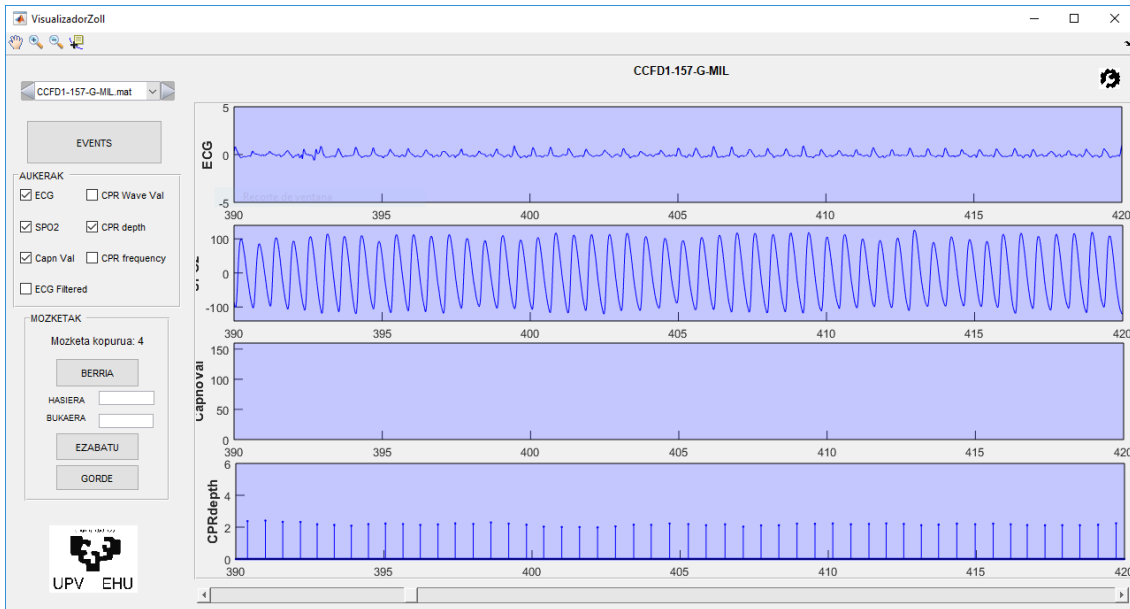 VisualizadorZoll
CCFD1-157-G-MIL.mat
EVENTS
AUKERAK
ECG
CPR Wave Val
SPO2
CPR depth
Capn Val
CPR frequency
ECG Filtered
MOZKETAK
Mozketa kopurua: 4
BERRIA
HASIERA
BUKAERA
EZABATU
GORDE
UPV EHU
CCFD1-157-G-MIL
ECG
5
0
-5
Recorte de ventana
390 395 400 405 410 415 420
100
0
-100
390 395 400 405 410 415 420
CapnoVal
150
100
50
0
390 395 400 405 410 415 420
CPRdepth
6
4
2
0
390 395 400 405 410 415 420